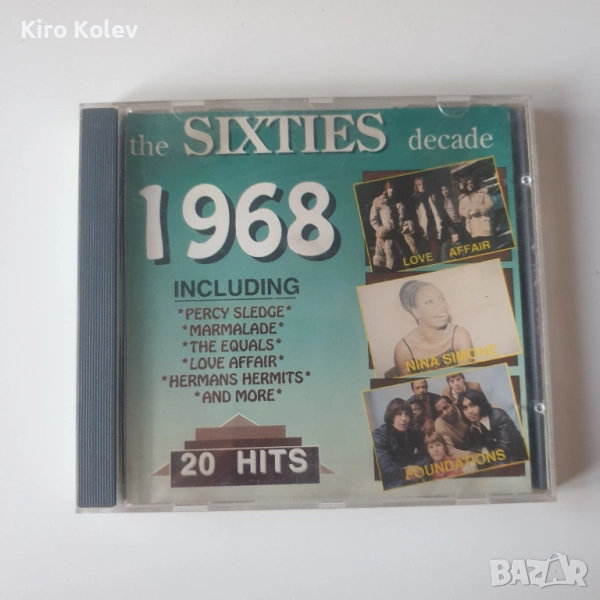 Kiro Kolev
the SIXTIES decade
1968
INCLUDING
*PERCY SLEDGE*
*MARMALADE*
*THE EQUALS*
*LOVE AFFAIR*
*HERMANS HERMITS*
*AND MORE*
20 HITS
LOVE AFFAIR
NINA SIMONE
FOUNDATIONS
BAZAR